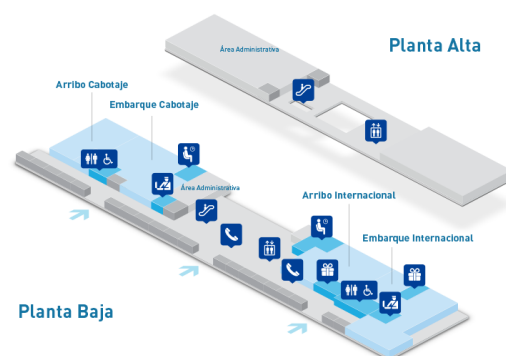 Planta Alta
Área Administrativa
Arribo Cabotaje
Embarque Cabotaje
Área Administrativa
Arribo Internacional
Embarque Internacional
Planta Baja